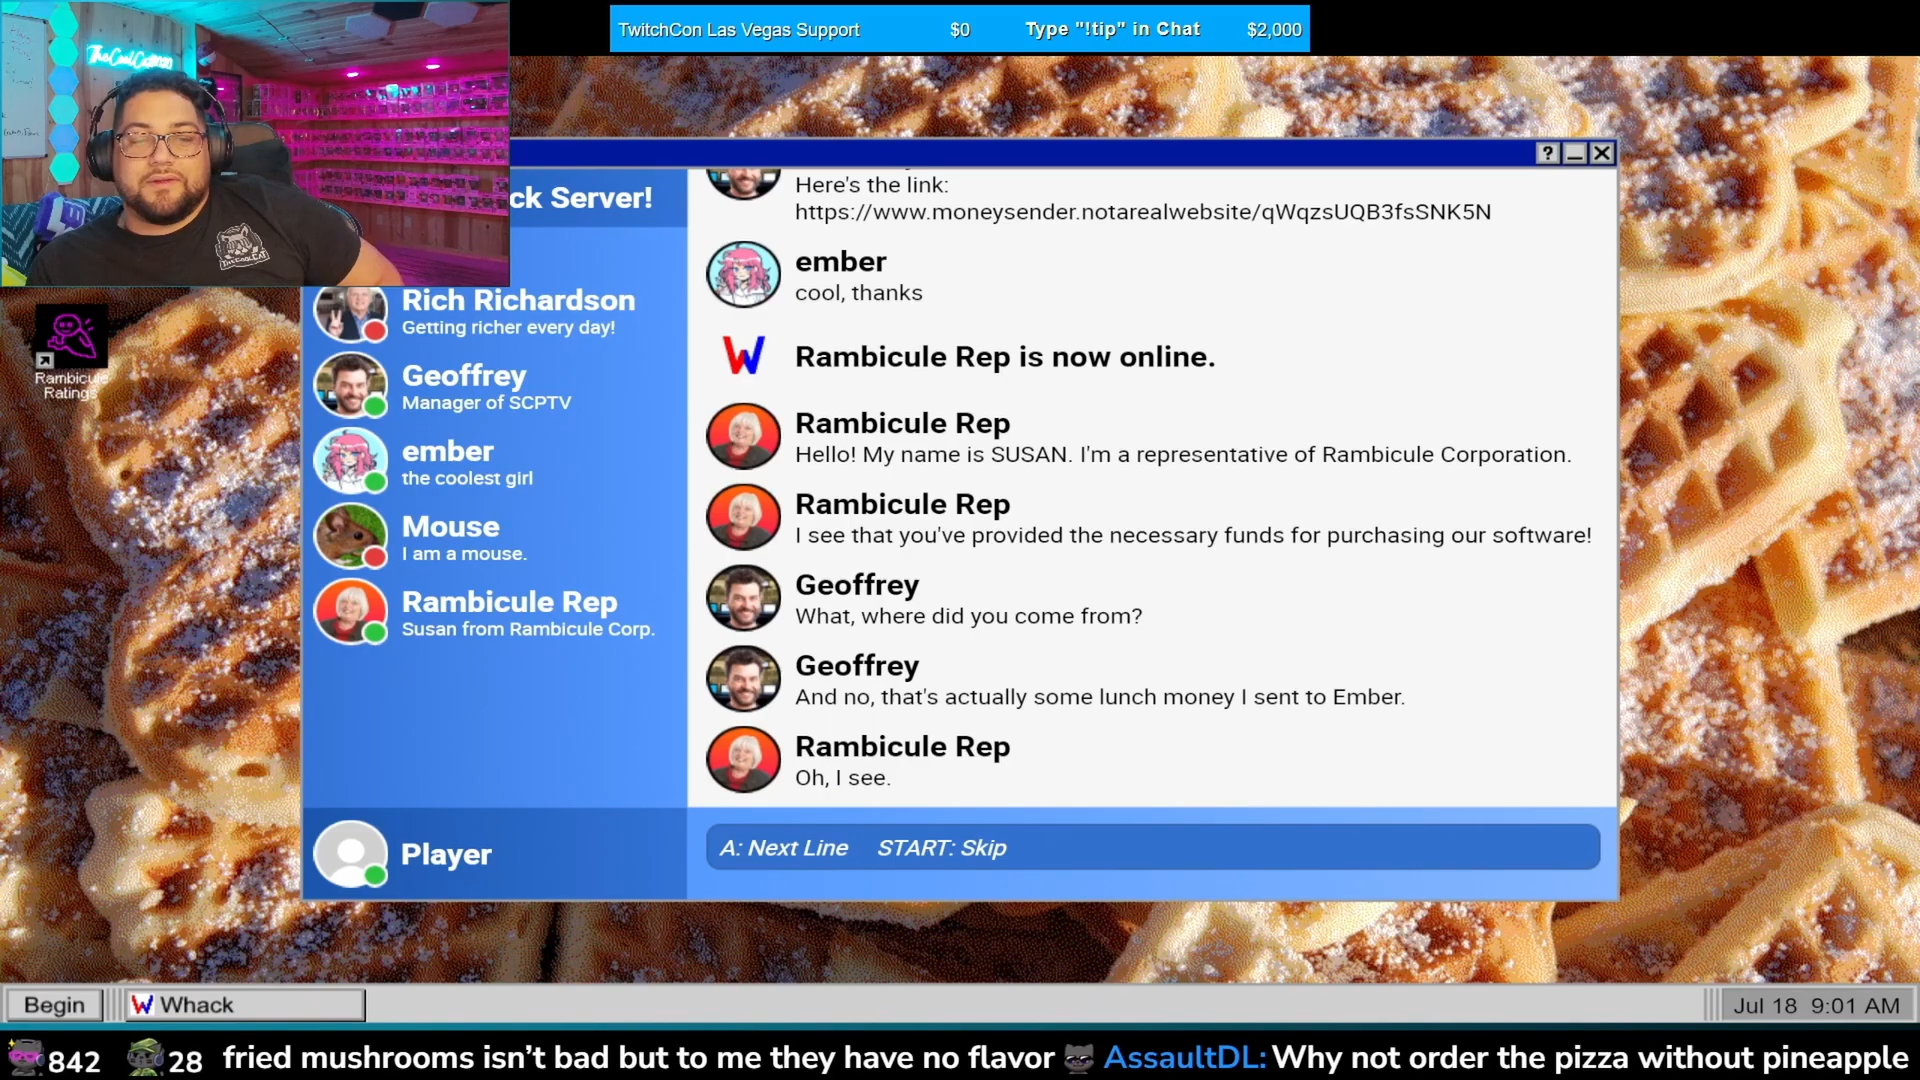 TwitchCon Las Vegas Support $0 Type "!tip" in Chat $2,000
TheCoolCatman
THECOOLCAT
ck Server!
Rich Richardson
Getting richer every day!
Geoffrey
Manager of SCPTV
ember
the coolest girl
Mouse
I am a mouse.
Rambicule Rep
Susan from Rambicule Corp.
Player
Rambicule
Ratings
Here's the link:
https://www.moneysender.notarealwebsite/qWqzsUQB3fsSNK5N
ember
cool, thanks
W Rambicule Rep is now online.
Rambicule Rep
Hello! My name is SUSAN. I'm a representative of Rambicule Corporation.
Rambicule Rep
I see that you've provided the necessary funds for purchasing our software!
Geoffrey
What, where did you come from?
Geoffrey
And no, that's actually some lunch money I sent to Ember.
Rambicule Rep
Oh, I see.
A: Next Line START: Skip
Begin W Whack Jul 18 9:01 AM
842 28 fried mushrooms isn't bad but to me they have no flavor AssaultDL: Why not order the pizza without pineapple